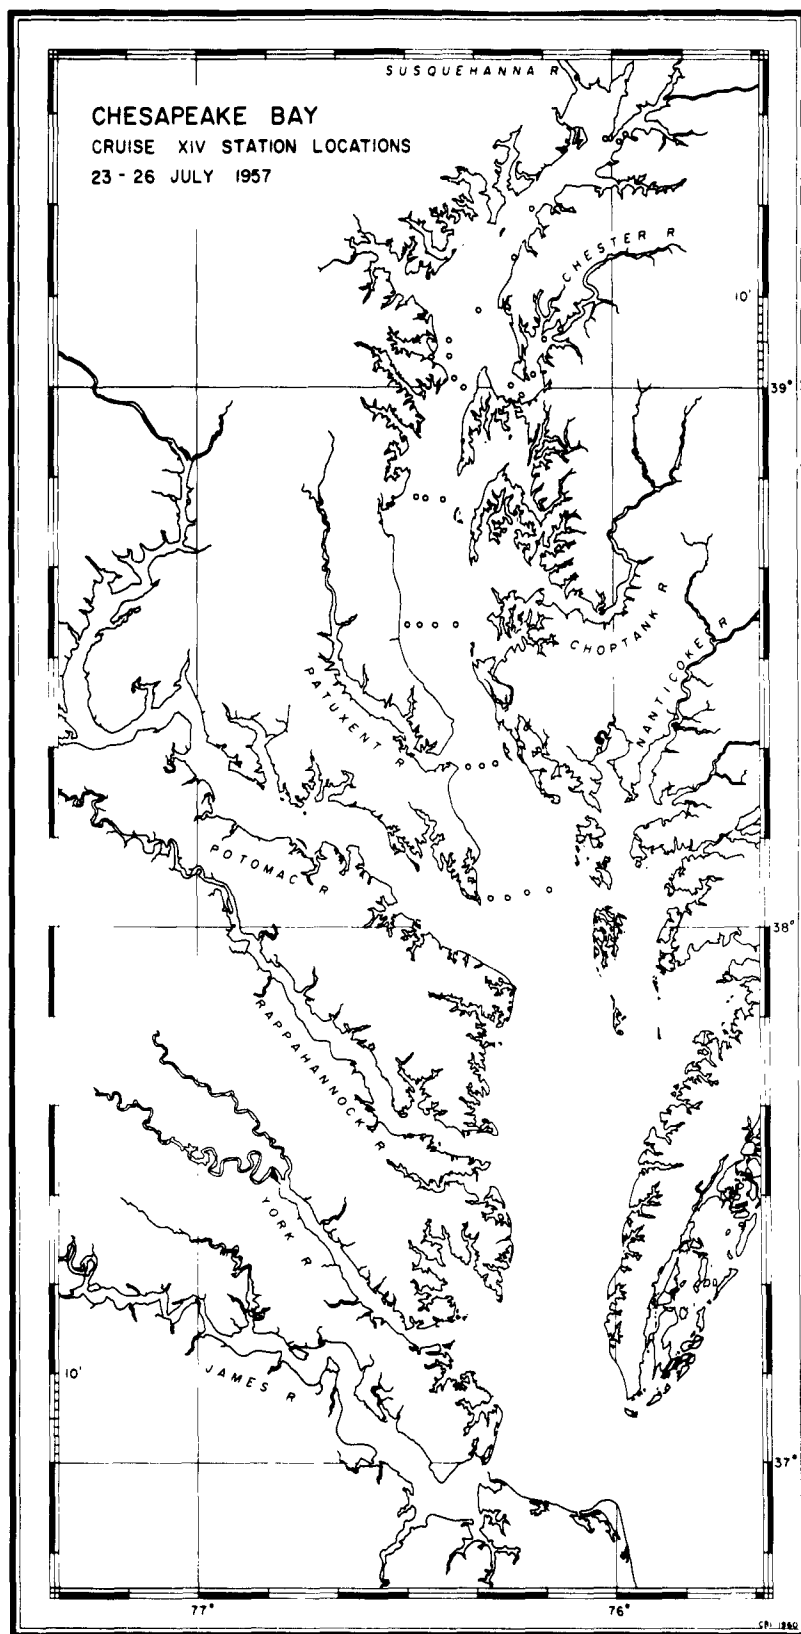 SUSQUEHANNA R
CHESAPEAKE BAY
CRUISE XIV STATION LOCATIONS
23 - 26 JULY 1957
CHESTER R
10'
39°
CHOPTANK R
NANTICOKE R
PATUXENT R
POTOMAC R
38°
RAPPAHANNOCK R
YORK R
JAMES R
10'
37°
77°
76°
CBI 1960